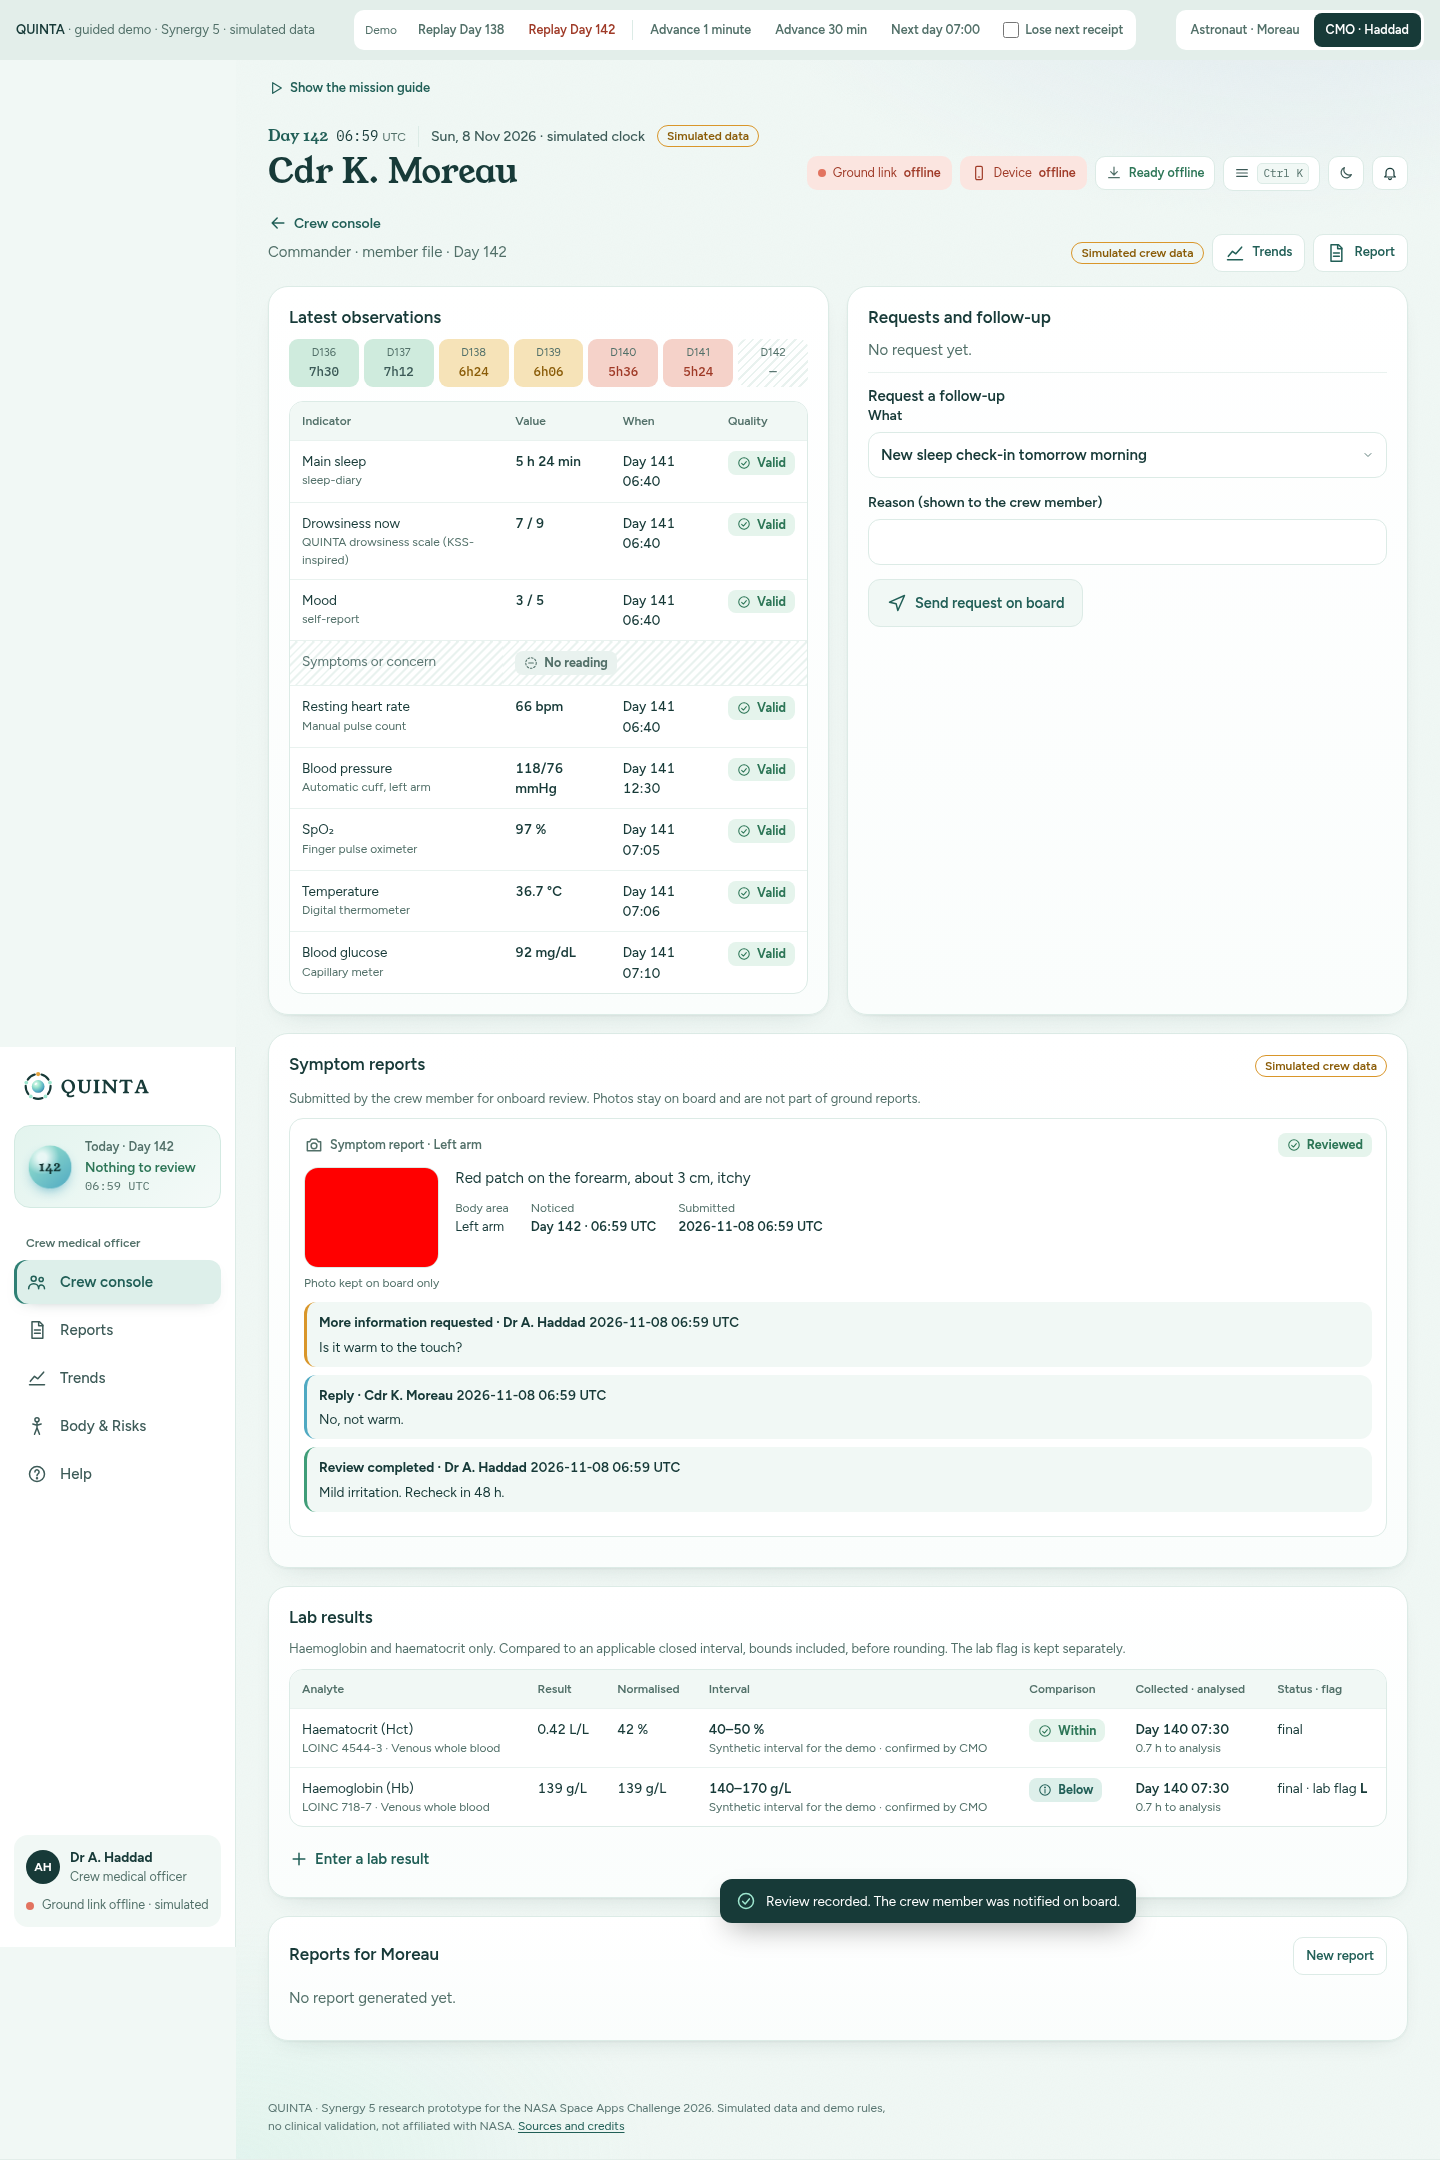 QUINTA · guided demo · Synergy 5 · simulated data
Demo Replay Day 138 Replay Day 142 Advance 1 minute Advance 30 min Next day 07:00 Lose next receipt
Astronaut · Moreau CMO · Haddad
Show the mission guide
Day 142 06:59 UTC Sun, 8 Nov 2026 · simulated clock Simulated data
Cdr K. Moreau
Ground link offline Device offline Ready offline Ctrl K
Crew console
Commander · member file · Day 142
Simulated crew data Trends Report
Latest observations
D136 D137 D138 D139 D140 D141 D142
7h30 7h12 6h24 6h06 5h36 5h24 –
Indicator Value When Quality
Main sleep 5 h 24 min Day 141 Valid
sleep-diary 06:40
Drowsiness now 7 / 9 Day 141 Valid
QUINTA drowsiness scale (KSS- 06:40
inspired)
Mood 3 / 5 Day 141 Valid
self-report 06:40
Symptoms or concern No reading
Resting heart rate 66 bpm Day 141 Valid
Manual pulse count 06:40
Blood pressure 118/76 Day 141 Valid
Automatic cuff, left arm mmHg 12:30
SpO₂ 97 % Day 141 Valid
Finger pulse oximeter 07:05
Temperature 36.7 °C Day 141 Valid
Digital thermometer 07:06
Blood glucose 92 mg/dL Day 141 Valid
Capillary meter 07:10
Requests and follow-up
No request yet.
Request a follow-up
What
New sleep check-in tomorrow morning
Reason (shown to the crew member)
Send request on board
QUINTA
142
Today · Day 142
Nothing to review
06:59 UTC
Crew medical officer
Crew console
Reports
Trends
Body & Risks
Help
AH
Dr A. Haddad
Crew medical officer
Ground link offline · simulated
Symptom reports
Simulated crew data
Submitted by the crew member for onboard review. Photos stay on board and are not part of ground reports.
Symptom report · Left arm Reviewed
Red patch on the forearm, about 3 cm, itchy
Body area Noticed Submitted
Left arm Day 142 · 06:59 UTC 2026-11-08 06:59 UTC
Photo kept on board only
More information requested · Dr A. Haddad 2026-11-08 06:59 UTC
Is it warm to the touch?
Reply · Cdr K. Moreau 2026-11-08 06:59 UTC
No, not warm.
Review completed · Dr A. Haddad 2026-11-08 06:59 UTC
Mild irritation. Recheck in 48 h.
Lab results
Haemoglobin and haematocrit only. Compared to an applicable closed interval, bounds included, before rounding. The lab flag is kept separately.
Analyte Result Normalised Interval Comparison Collected · analysed Status · flag
Haematocrit (Hct) 0.42 L/L 42 % 40–50 % Within Day 140 07:30 final
LOINC 4544-3 · Venous whole blood Synthetic interval for the demo · confirmed by CMO 0.7 h to analysis
Haemoglobin (Hb) 139 g/L 139 g/L 140–170 g/L Below Day 140 07:30 final · lab flag L
LOINC 718-7 · Venous whole blood Synthetic interval for the demo · confirmed by CMO 0.7 h to analysis
Enter a lab result
Review recorded. The crew member was notified on board.
Reports for Moreau
New report
No report generated yet.
QUINTA · Synergy 5 research prototype for the NASA Space Apps Challenge 2026. Simulated data and demo rules,
no clinical validation, not affiliated with NASA. Sources and credits